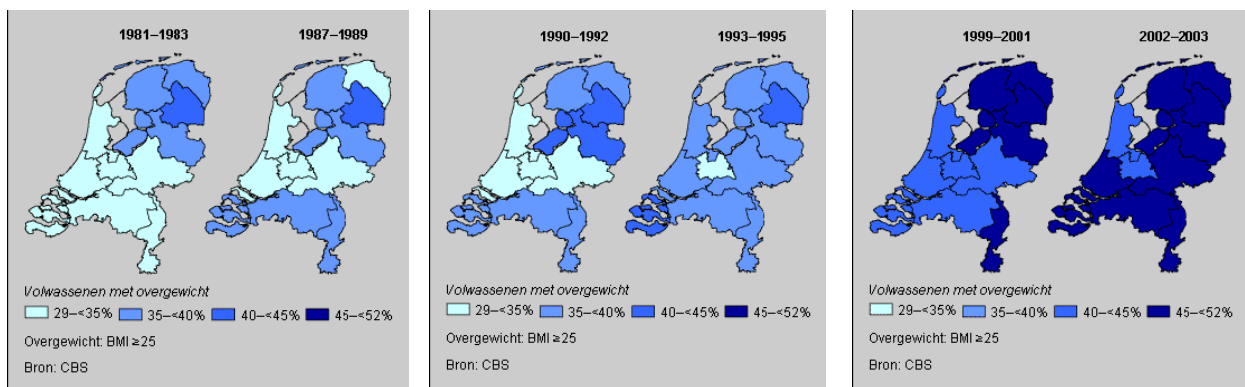 1981–1983 1987–1989
Volwassenen met overgewicht
29–<35% 35–<40% 40–<45% 45–<52%
Overgewicht: BMI ≥25
Bron: CBS
1990–1992 1993–1995
Volwassenen met overgewicht
29–<35% 35–<40% 40–<45% 45–<52%
Overgewicht: BMI ≥25
Bron: CBS
1999–2001 2002–2003
Volwassenen met overgewicht
29–<35% 35–<40% 40–<45% 45–<52%
Overgewicht: BMI ≥25
Bron: CBS